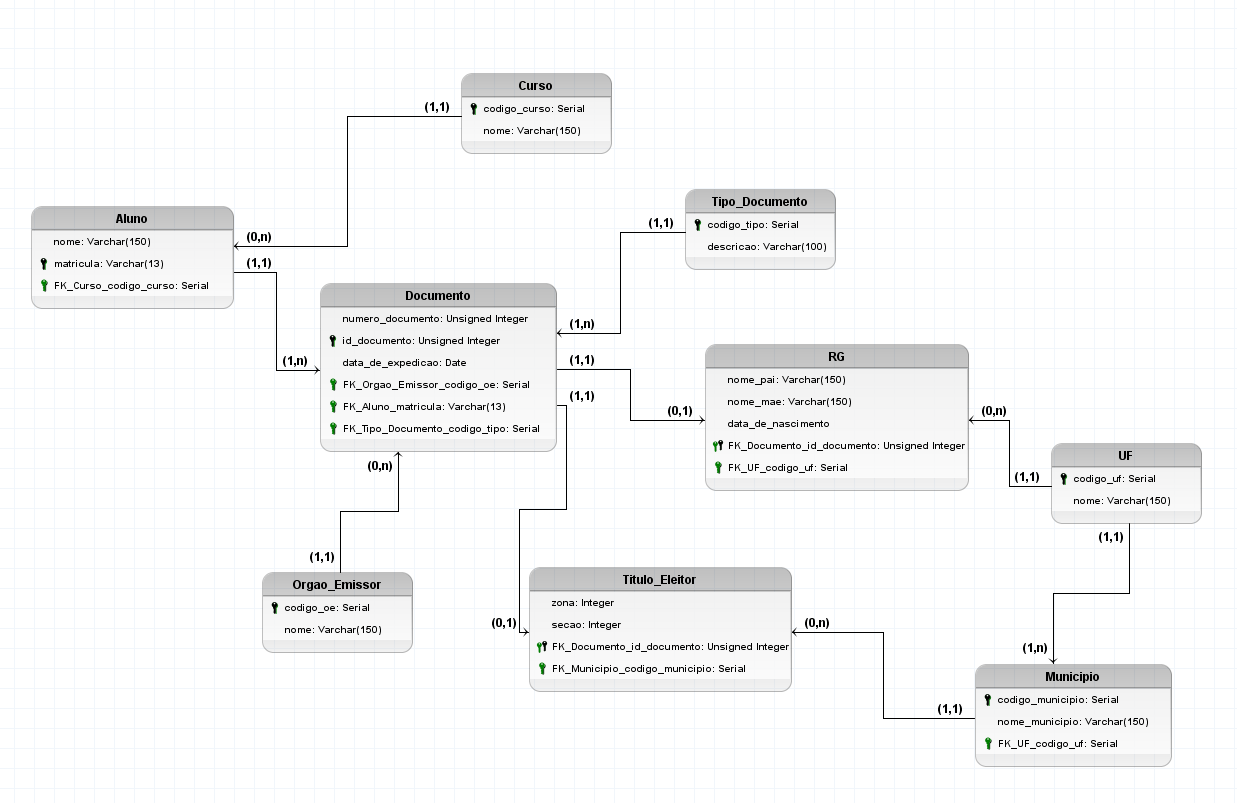 Curso
codigo_curso: Serial
nome: Varchar(150)
(1,1)
(0,n)
Aluno
nome: Varchar(150)
matricula: Varchar(13)
FK_Curso_codigo_curso: Serial
(1,1)
(1,n)
Tipo_Documento
codigo_tipo: Serial
descricao: Varchar(100)
(1,1)
(1,n)
Documento
numero_documento: Unsigned Integer
id_documento: Unsigned Integer
data_de_expedicao: Date
FK_Orgao_Emissor_codigo_oe: Serial
FK_Aluno_matricula: Varchar(13)
FK_Tipo_Documento_codigo_tipo: Serial
(1,1)
(0,1)
(1,1)
(0,n)
RG
nome_pai: Varchar(150)
nome_mae: Varchar(150)
data_de_nascimento
FK_Documento_id_documento: Unsigned Integer
FK_UF_codigo_uf: Serial
(0,n)
(1,1)
UF
codigo_uf: Serial
nome: Varchar(150)
(1,1)
(1,n)
(1,1)
Orgao_Emissor
codigo_oe: Serial
nome: Varchar(150)
(0,1)
Titulo_Eleitor
zona: Integer
secao: Integer
FK_Documento_id_documento: Unsigned Integer
FK_Municipio_codigo_municipio: Serial
(0,n)
(1,1)
Municipio
codigo_municipio: Serial
nome_municipio: Varchar(150)
FK_UF_codigo_uf: Serial